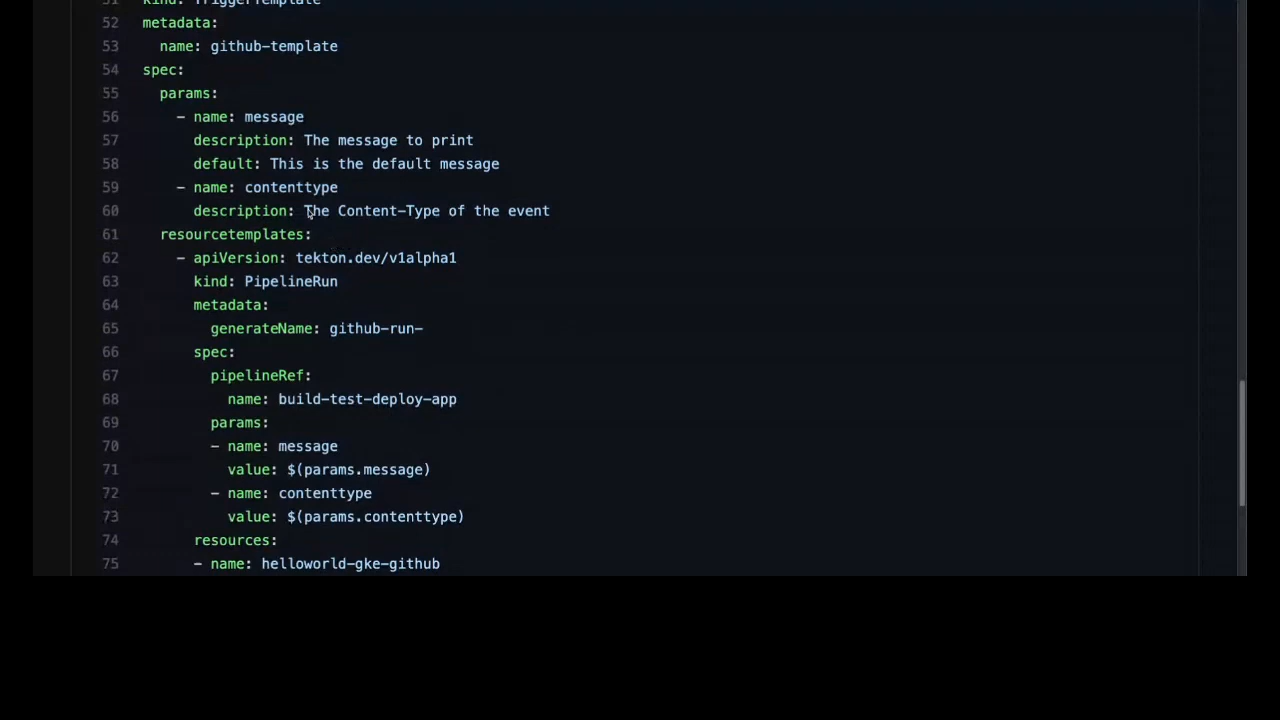 51 kind: TriggerTemplate
52 metadata:
53   name: github-template
54 spec:
55   params:
56     - name: message
57       description: The message to print
58       default: This is the default message
59     - name: contenttype
60       description: The Content-Type of the event
61   resourcetemplates:
62     - apiVersion: tekton.dev/v1alpha1
63       kind: PipelineRun
64       metadata:
65         generateName: github-run-
66       spec:
67         pipelineRef:
68           name: build-test-deploy-app
69         params:
70         - name: message
71           value: $(params.message)
72         - name: contenttype
73           value: $(params.contenttype)
74       resources:
75       - name: helloworld-gke-github